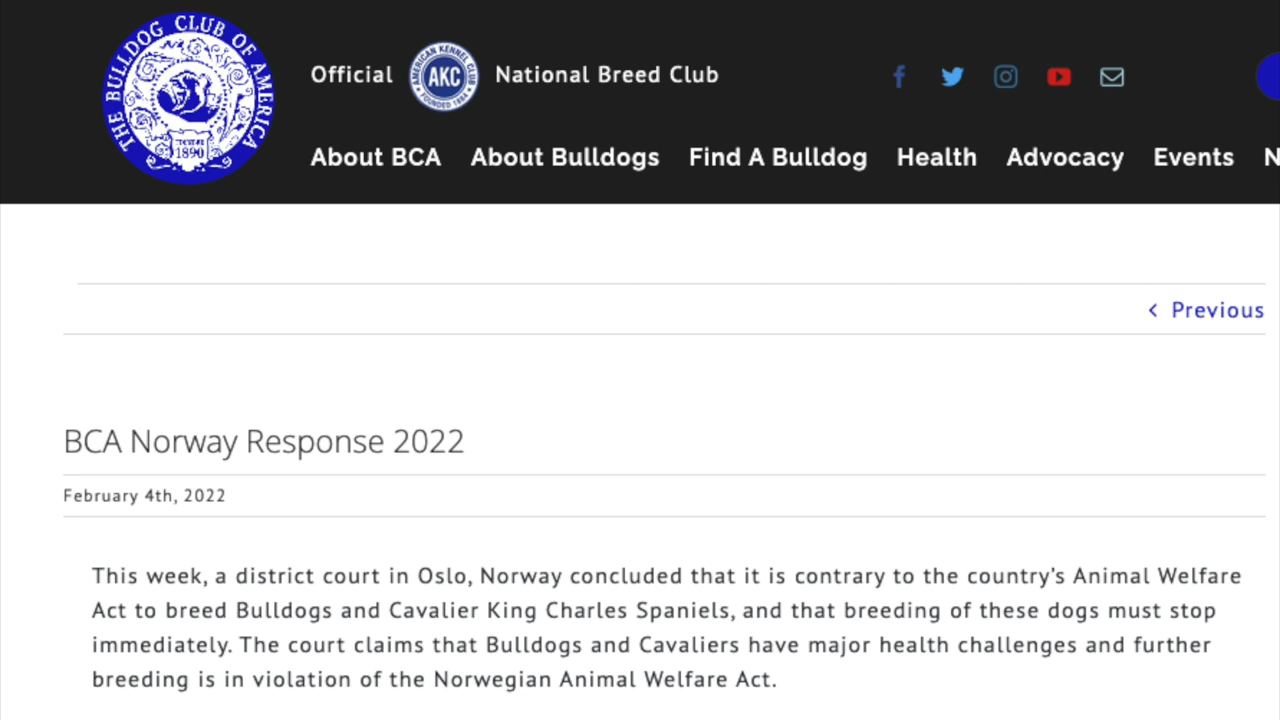 THE BULLDOG CLUB OF AMERICA
1890
Official
AMERICAN KENNEL CLUB
AKC
FOUNDED 1884
National Breed Club
About BCA About Bulldogs Find A Bulldog Health Advocacy Events N
Previous
BCA Norway Response 2022
February 4th, 2022
This week, a district court in Oslo, Norway concluded that it is contrary to the country's Animal Welfare
Act to breed Bulldogs and Cavalier King Charles Spaniels, and that breeding of these dogs must stop
immediately. The court claims that Bulldogs and Cavaliers have major health challenges and further
breeding is in violation of the Norwegian Animal Welfare Act.